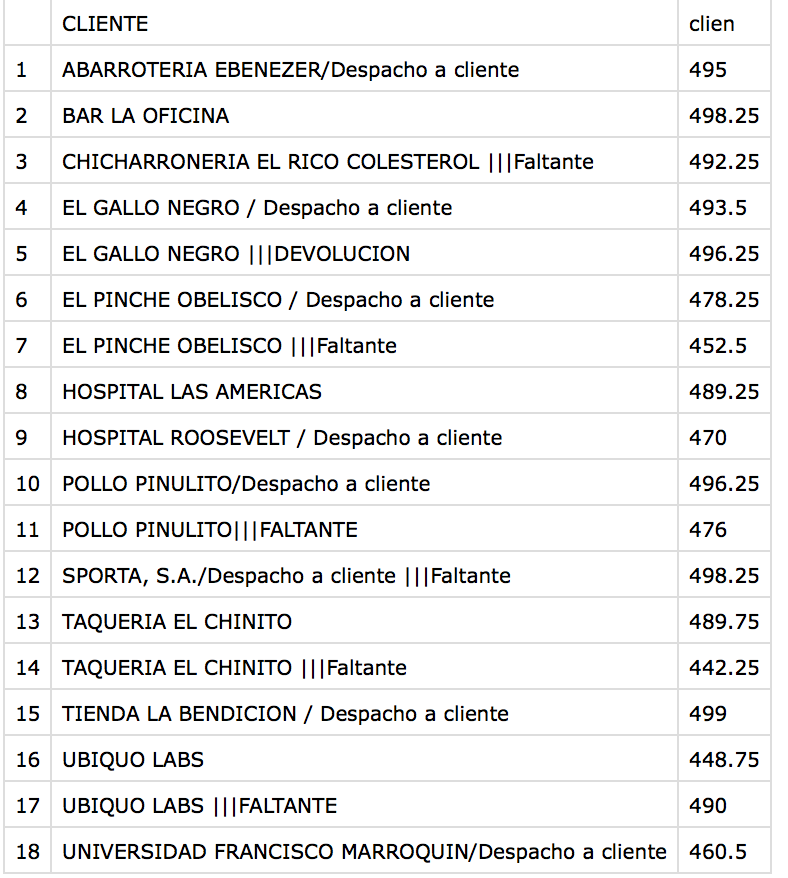 CLIENTE clien
1 ABARROTERIA EBENEZER/Despacho a cliente 495
2 BAR LA OFICINA 498.25
3 CHICHARRONERIA EL RICO COLESTEROL |||Faltante 492.25
4 EL GALLO NEGRO / Despacho a cliente 493.5
5 EL GALLO NEGRO |||DEVOLUCION 496.25
6 EL PINCHE OBELISCO / Despacho a cliente 478.25
7 EL PINCHE OBELISCO |||Faltante 452.5
8 HOSPITAL LAS AMERICAS 489.25
9 HOSPITAL ROOSEVELT / Despacho a cliente 470
10 POLLO PINULITO/Despacho a cliente 496.25
11 POLLO PINULITO|||FALTANTE 476
12 SPORTA, S.A./Despacho a cliente |||Faltante 498.25
13 TAQUERIA EL CHINITO 489.75
14 TAQUERIA EL CHINITO |||Faltante 442.25
15 TIENDA LA BENDICION / Despacho a cliente 499
16 UBIQUO LABS 448.75
17 UBIQUO LABS |||FALTANTE 490
18 UNIVERSIDAD FRANCISCO MARROQUIN/Despacho a cliente 460.5